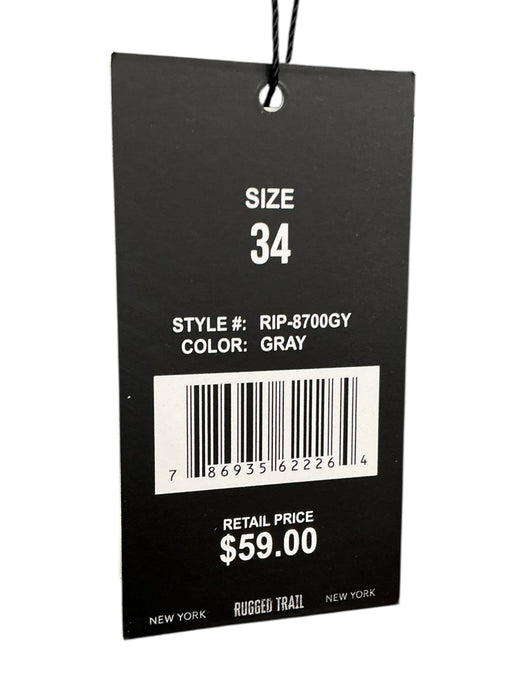 SIZE
34
STYLE #: RIP-8700GY
COLOR: GRAY
7 86935 62226 4
RETAIL PRICE
$59.00
NEW YORK RUGGED TRAIL NEW YORK